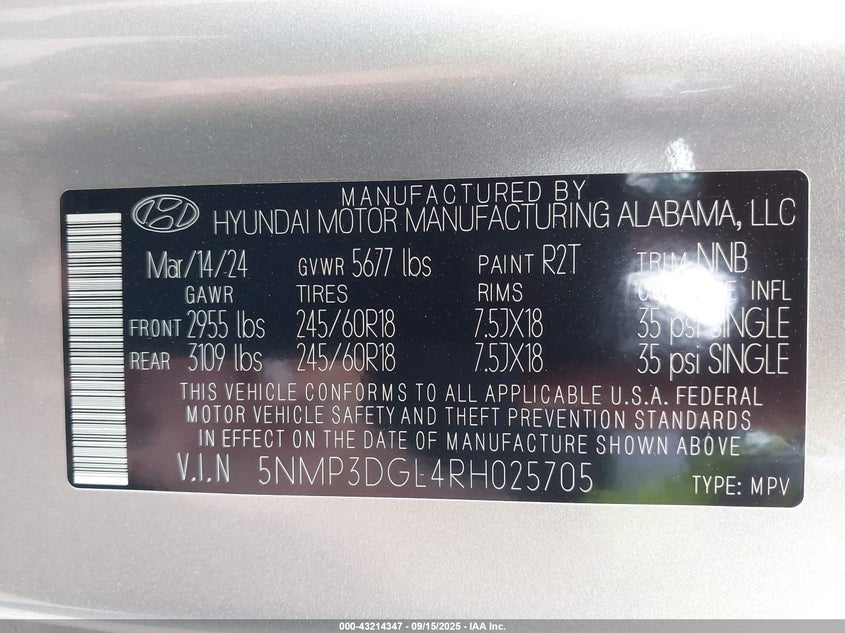 MANUFACTURED BY
HYUNDAI MOTOR MANUFACTURING ALABAMA, LLC
Mar/14/24 GVWR 5677 lbs PAINT R2T TRIM NNB
GAWR TIRES RIMS INFL
FRONT 2955 lbs 245/60R18 7.5JX18 35 psi SINGLE
REAR 3109 lbs 245/60R18 7.5JX18 35 psi SINGLE
THIS VEHICLE CONFORMS TO ALL APPLICABLE U.S.A. FEDERAL
MOTOR VEHICLE SAFETY AND THEFT PREVENTION STANDARDS
IN EFFECT ON THE DATE OF MANUFACTURE SHOWN ABOVE
V.I.N 5NMP3DGL4RH025705 TYPE: MPV
000-43214347 - 09/15/2025 - IAA Inc.